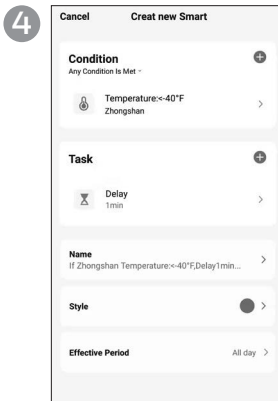 4
Cancel Creat new Smart
Condition
Any Condition Is Met
Temperature:<-40°F
Zhongshan
Task
Delay
1min
Name
If Zhongshan Temperature:<-40°F,Delay1min...
Style
Effective Period All day